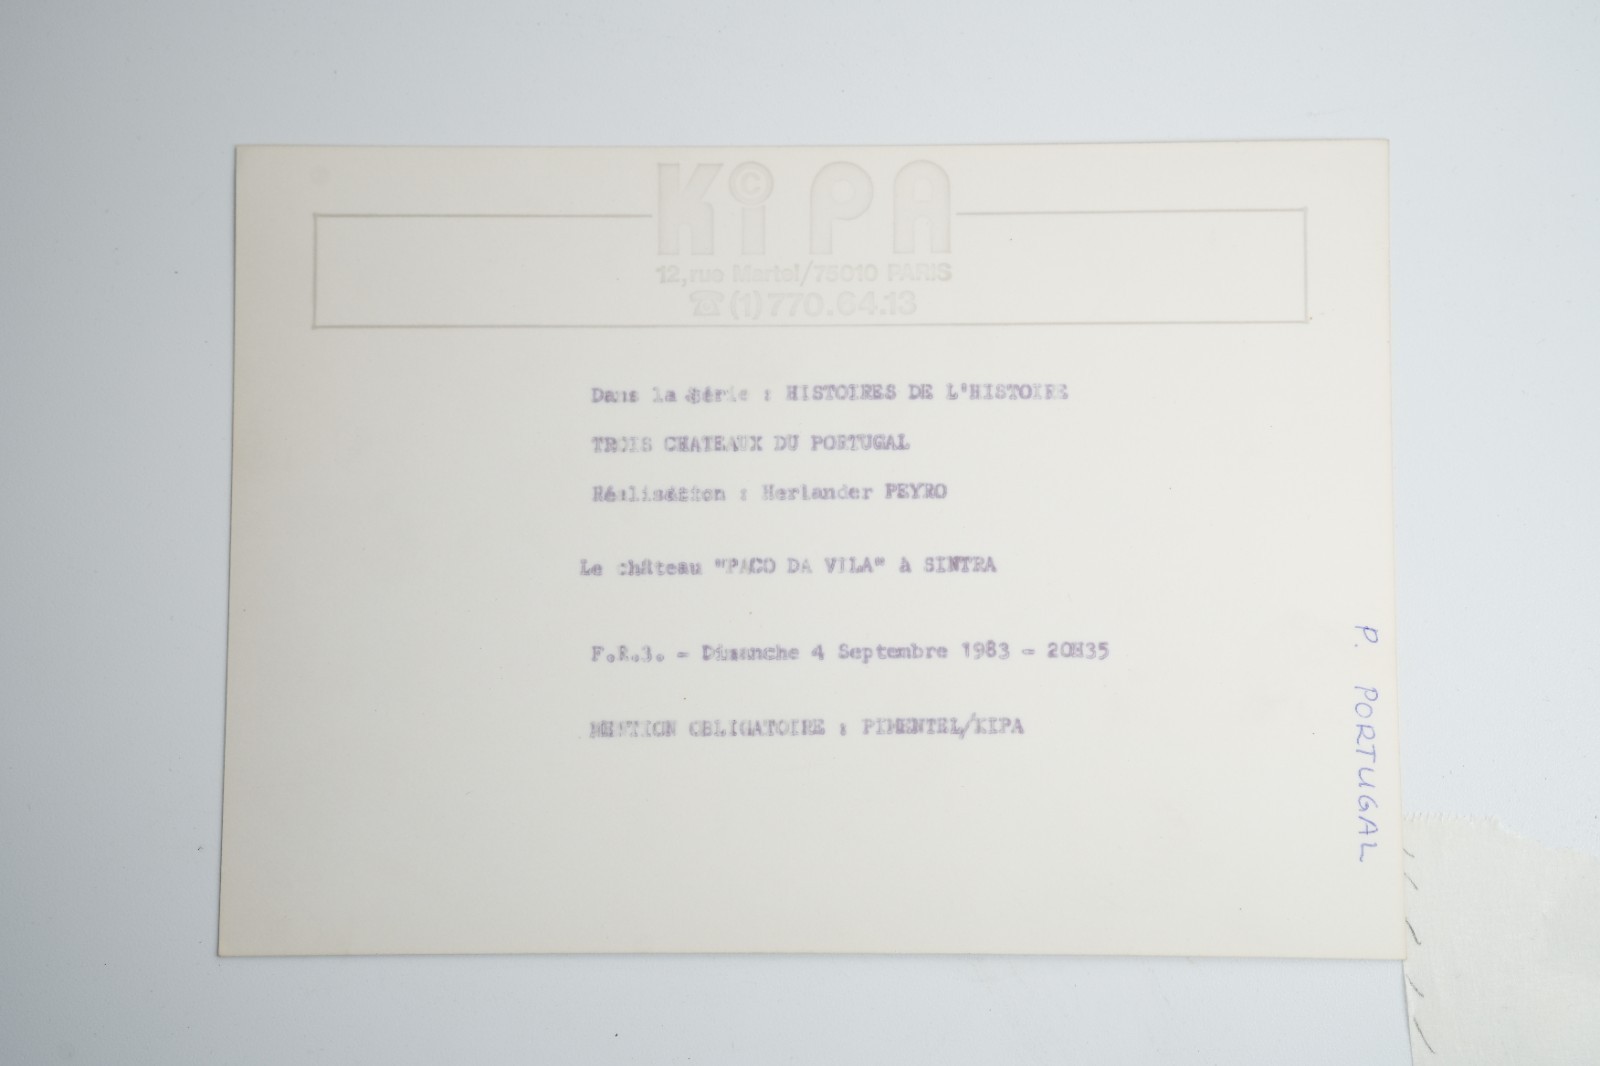 KiPA
©
12, rue Martel/75010 PARIS
☎ (1) 770.64.13
Dans la série : HISTOIRES DE L'HISTOIRE
TROIS CHATEAUX DU PORTUGAL
Réalisation : Herlander PEYRO
Le château "PACO DA VILA" à SINTRA
F.R.3. - Dimanche 4 Septembre 1983 - 20H35
MENTION OBLIGATOIRE : PIMENTEL/KIPA
P. PORTUGAL